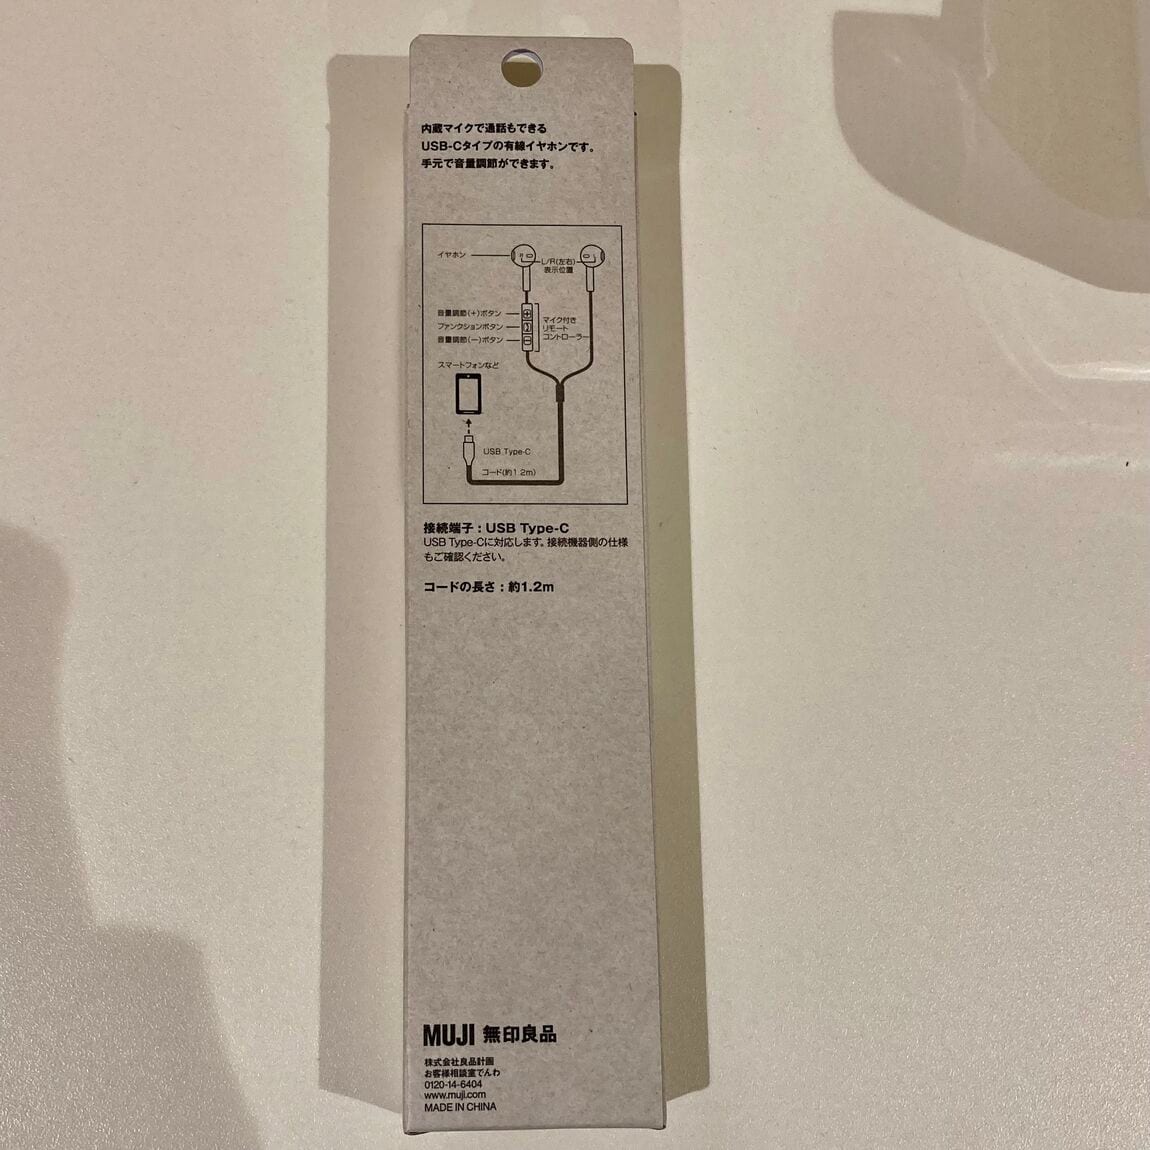 内蔵マイクで通話もできる
USB-Cタイプの有線イヤホンです。
手元で音量調節ができます。
イヤホン
L/R(左右)
表示位置
音量調節(+)ボタン
ファンクションボタン
音量調節(−)ボタン
マイク付き
リモート
コントローラー
スマートフォンなど
USB Type-C
コード(約1.2m)
接続端子：USB Type-C
USB Type-Cに対応します。接続機器側の仕様
もご確認ください。
コードの長さ：約1.2m
MUJI 無印良品
株式会社良品計画
お客様相談室でんわ
0120-14-6404
www.muji.com
MADE IN CHINA